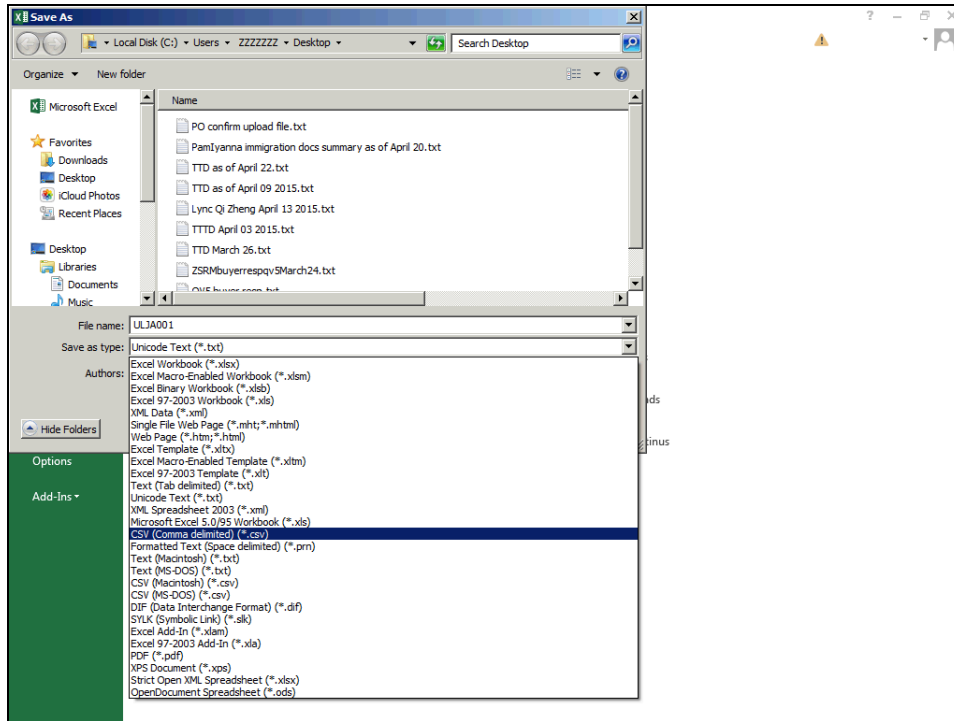 Save As
? – ×
Local Disk (C:) Users ZZZZZZZ Desktop
Search Desktop
Organize New folder
Microsoft Excel
Favorites
Downloads
Desktop
iCloud Photos
Recent Places
Desktop
Libraries
Documents
Music
Name
PO confirm upload file.txt
PamIyanna immigration docs summary as of April 20.txt
TTD as of April 22.txt
TTD as of April 09 2015.txt
Lync Qi Zheng April 13 2015.txt
TTTD April 03 2015.txt
TTD March 26.txt
ZSRMbuyerrespqv5March24.txt
File name: ULJA001
Save as type: Unicode Text (*.txt)
Authors:
Hide Folders
Options
Add-Ins
Excel Workbook (*.xlsx)
Excel Macro-Enabled Workbook (*.xlsm)
Excel Binary Workbook (*.xlsb)
Excel 97-2003 Workbook (*.xls)
XML Data (*.xml)
Single File Web Page (*.mht;*.mhtml)
Web Page (*.htm;*.html)
Excel Template (*.xltx)
Excel Macro-Enabled Template (*.xltm)
Excel 97-2003 Template (*.xlt)
Text (Tab delimited) (*.txt)
Unicode Text (*.txt)
XML Spreadsheet 2003 (*.xml)
Microsoft Excel 5.0/95 Workbook (*.xls)
CSV (Comma delimited) (*.csv)
Formatted Text (Space delimited) (*.prn)
Text (Macintosh) (*.txt)
Text (MS-DOS) (*.txt)
CSV (Macintosh) (*.csv)
CSV (MS-DOS) (*.csv)
DIF (Data Interchange Format) (*.dif)
SYLK (Symbolic Link) (*.slk)
Excel Add-In (*.xlam)
Excel 97-2003 Add-In (*.xla)
PDF (*.pdf)
XPS Document (*.xps)
Strict Open XML Spreadsheet (*.xlsx)
OpenDocument Spreadsheet (*.ods)